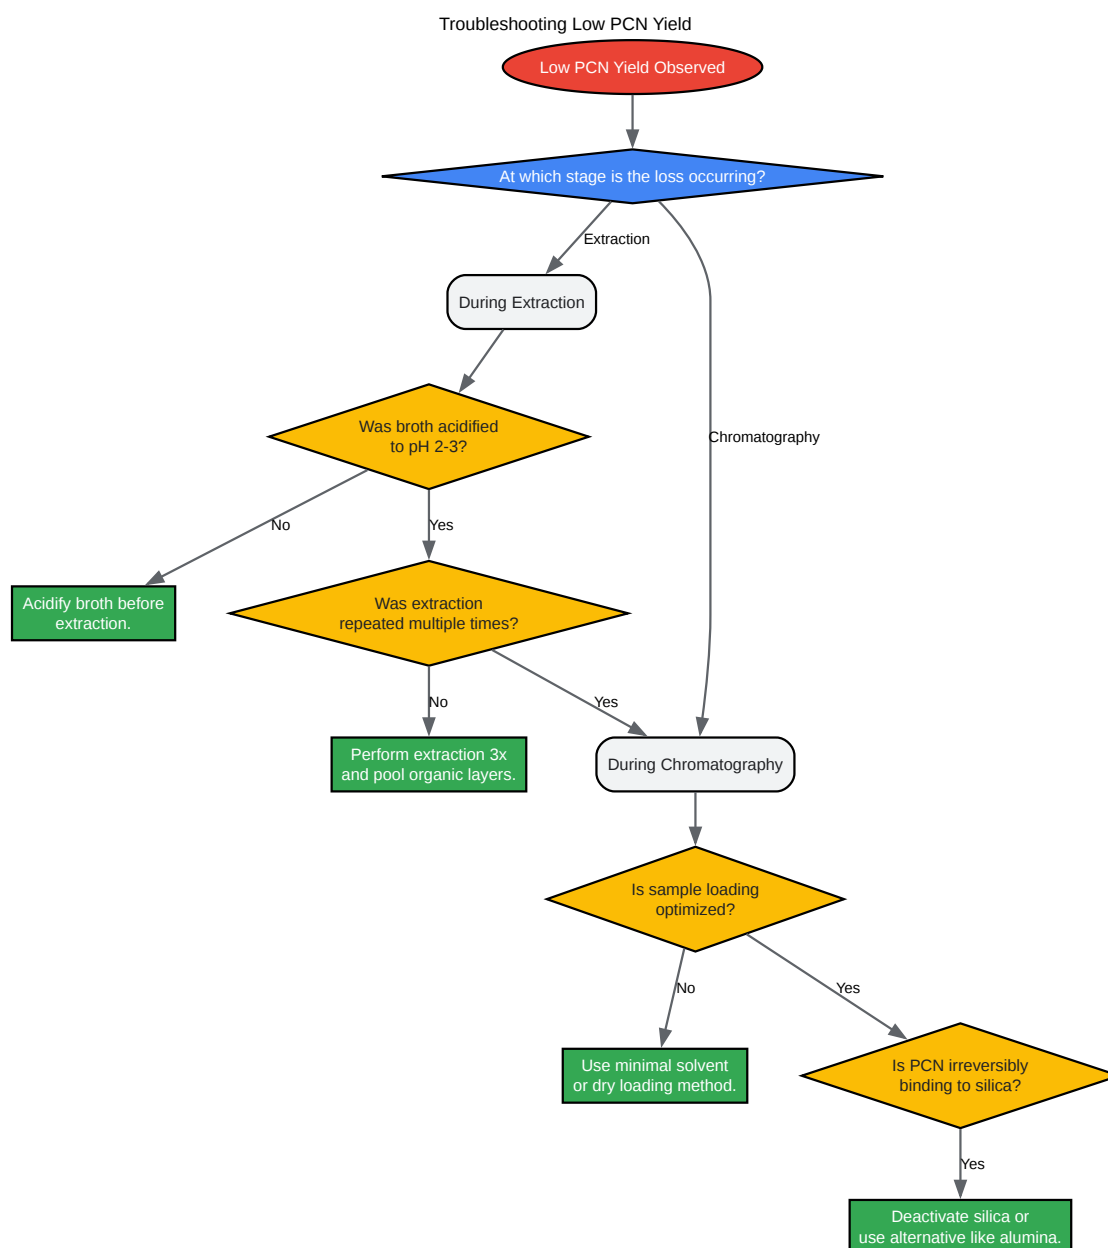 Troubleshooting Low PCN Yield
Low PCN Yield Observed
At which stage is the loss occurring?
Extraction
During Extraction
Chromatography
Was broth acidified
to pH 2-3?
No
Yes
Acidify broth before
extraction.
Was extraction
repeated multiple times?
No
Yes
Perform extraction 3x
and pool organic layers.
During Chromatography
Is sample loading
optimized?
No
Yes
Use minimal solvent
or dry loading method.
Is PCN irreversibly
binding to silica?
Yes
Deactivate silica or
use alternative like alumina.